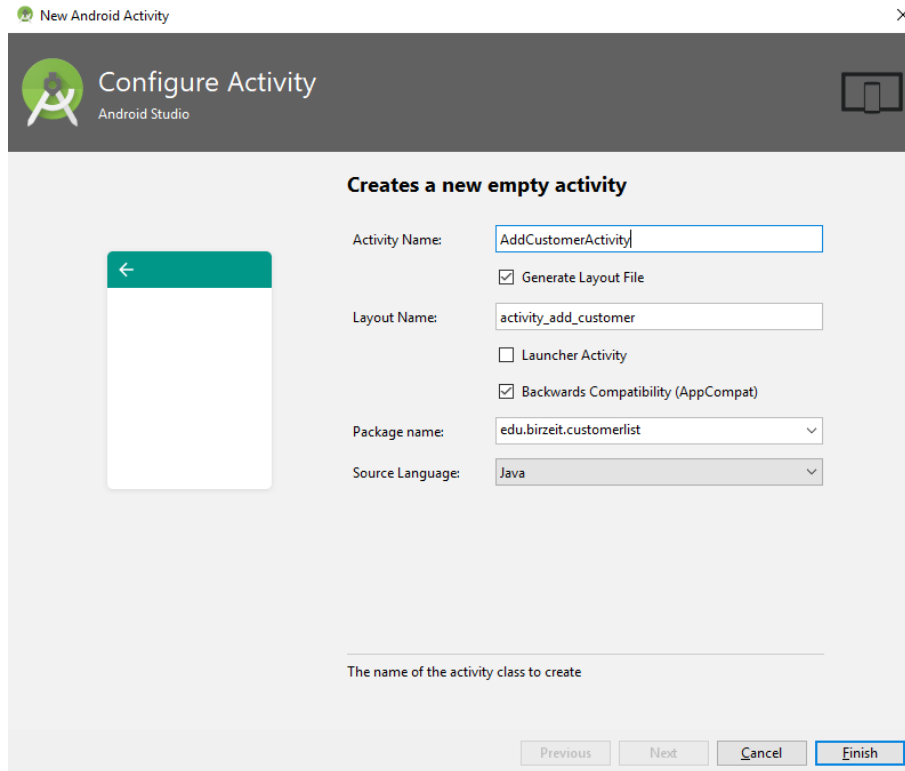 New Android Activity
Configure Activity
Android Studio
Creates a new empty activity
Activity Name: AddCustomerActivity
Generate Layout File
Layout Name: activity_add_customer
Launcher Activity
Backwards Compatibility (AppCompat)
Package name: edu.birzeit.customerlist
Source Language: Java
The name of the activity class to create
Previous Next Cancel Finish